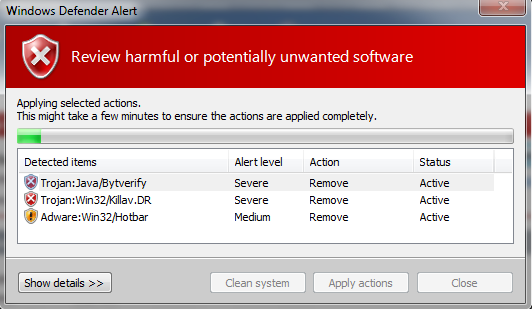 Windows Defender Alert
Review harmful or potentially unwanted software
Applying selected actions.
This might take a few minutes to ensure the actions are applied completely.
Detected items Alert level Action Status
Trojan:Java/Bytverify Severe Remove Active
Trojan:Win32/Killav.DR Severe Remove Active
Adware:Win32/Hotbar Medium Remove Active
Show details >> Clean system Apply actions Close